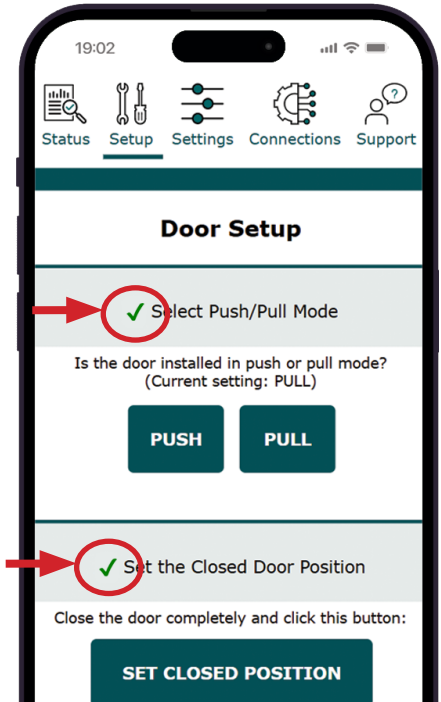 19:02
Status Setup Settings Connections Support
Door Setup
✓ Select Push/Pull Mode
Is the door installed in push or pull mode?
(Current setting: PULL)
PUSH PULL
✓ Set the Closed Door Position
Close the door completely and click this button:
SET CLOSED POSITION